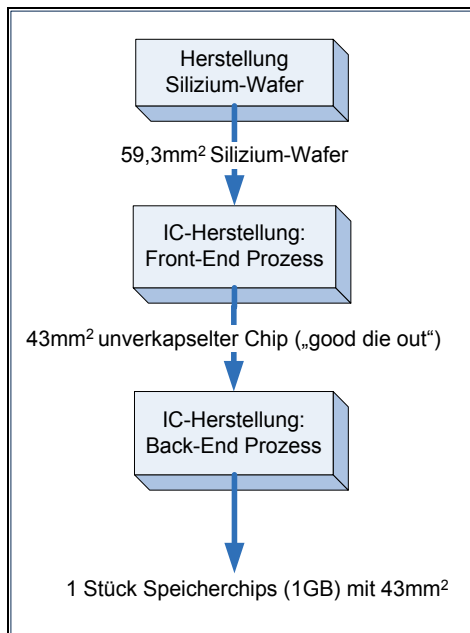 Herstellung
Silizium-Wafer
59,3mm² Silizium-Wafer
IC-Herstellung:
Front-End Prozess
43mm² unverkapselter Chip („good die out“)
IC-Herstellung:
Back-End Prozess
1 Stück Speicherchips (1GB) mit 43mm²